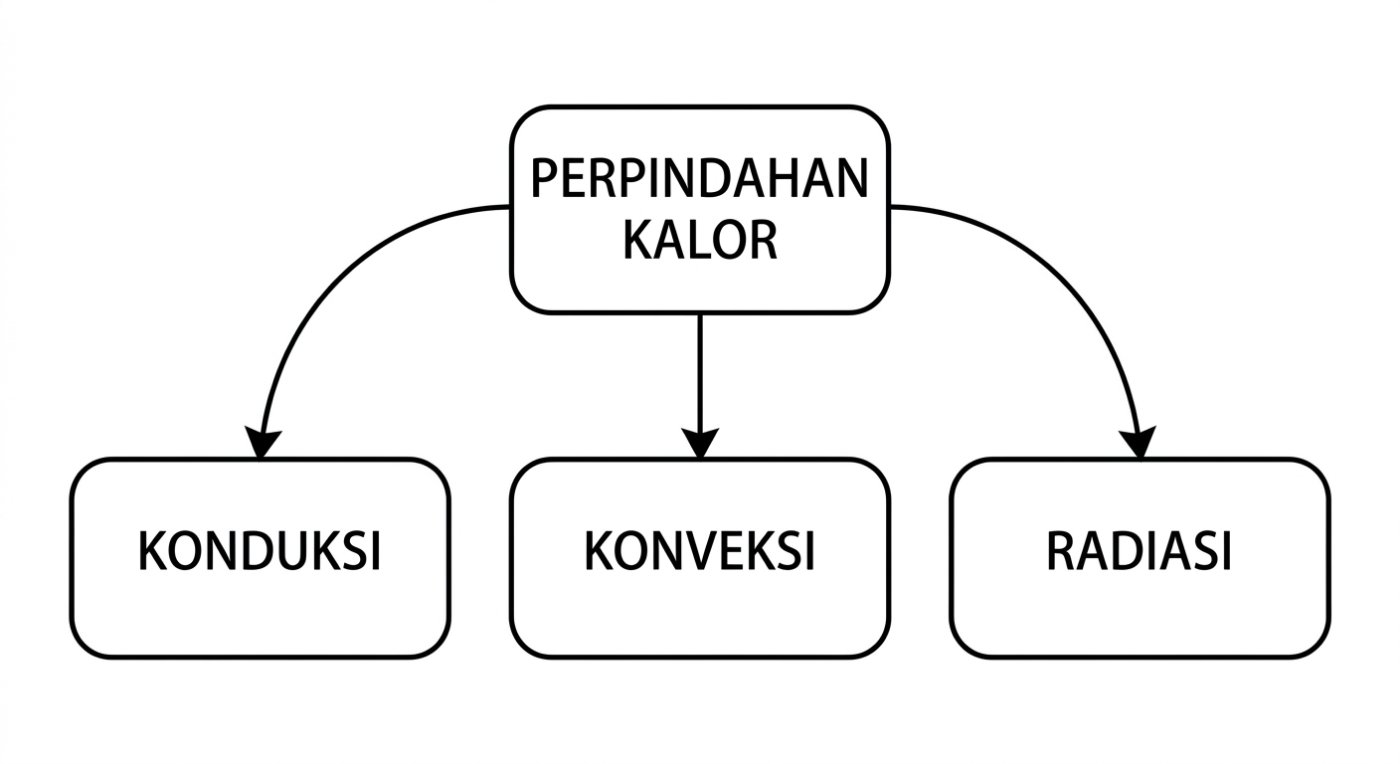 PERPINDAHAN
KALOR
KONDUKSI
KONVEKSI
RADIASI